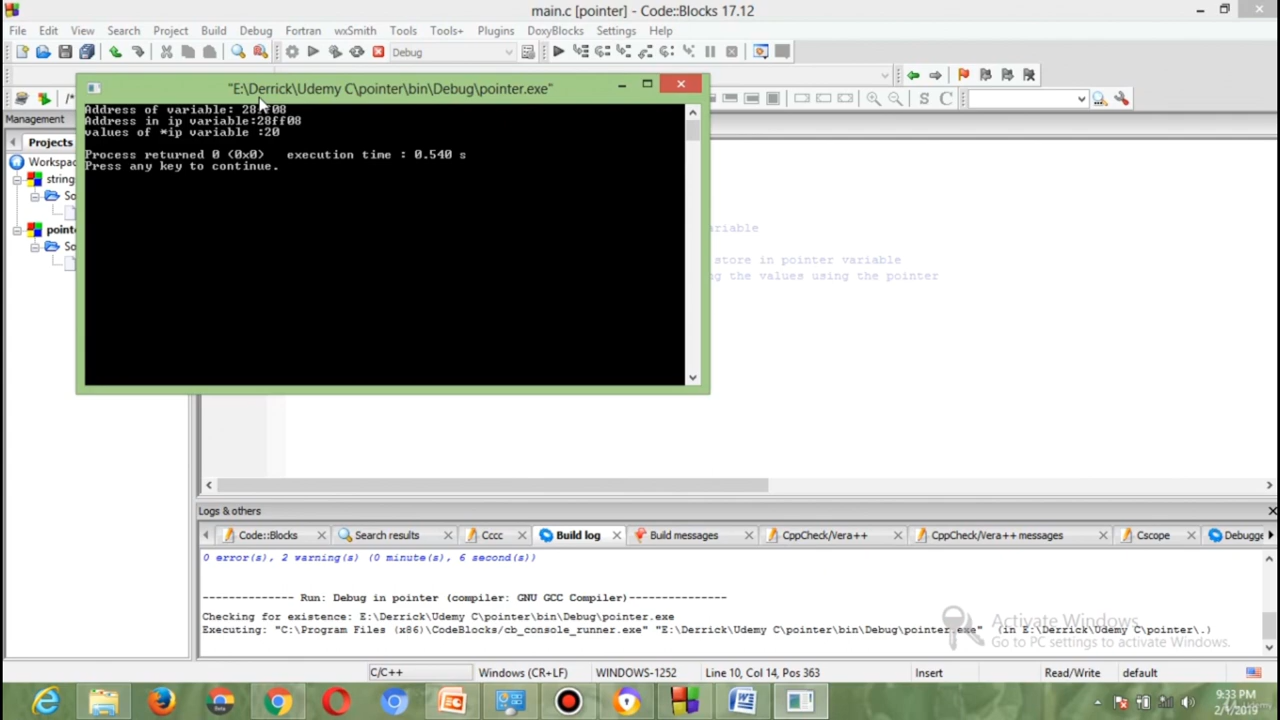 main.c [pointer] - Code::Blocks 17.12
File Edit View Search Project Build Debug Fortran wxSmith Tools Tools+ Plugins DoxyBlocks Settings Help
Debug
"E:\Derrick\Udemy C\pointer\bin\Debug\pointer.exe"
/*
S C
Address of variable: 28ff08
Address in ip variable:28ff08
values of *ip variable :20
Process returned 0 (0x0) execution time : 0.540 s
Press any key to continue.
Management
Projects
Workspac
string
So
pointe
So
riable
store in pointer variable
g the values using the pointer
Logs & others
Code::Blocks Search results Cccc Build log Build messages CppCheck/Vera++ CppCheck/Vera++ messages Cscope Debugge
0 error(s), 2 warning(s) (0 minute(s), 6 second(s))
-------------- Run: Debug in pointer (compiler: GNU GCC Compiler)---------------
Checking for existence: E:\Derrick\Udemy C\pointer\bin\Debug\pointer.exe
Executing: "C:\Program Files (x86)\CodeBlocks/cb_console_runner.exe" "E:\Derrick\Udemy C\pointer\bin\Debug\pointer.exe" (in E:\Derrick\Udemy C\pointer\.)
Activate Windows
Go to PC settings to activate Windows.
C/C++ Windows (CR+LF) WINDOWS-1252 Line 10, Col 14, Pos 363 Insert Read/Write default
9:33 PM
2/1/2019